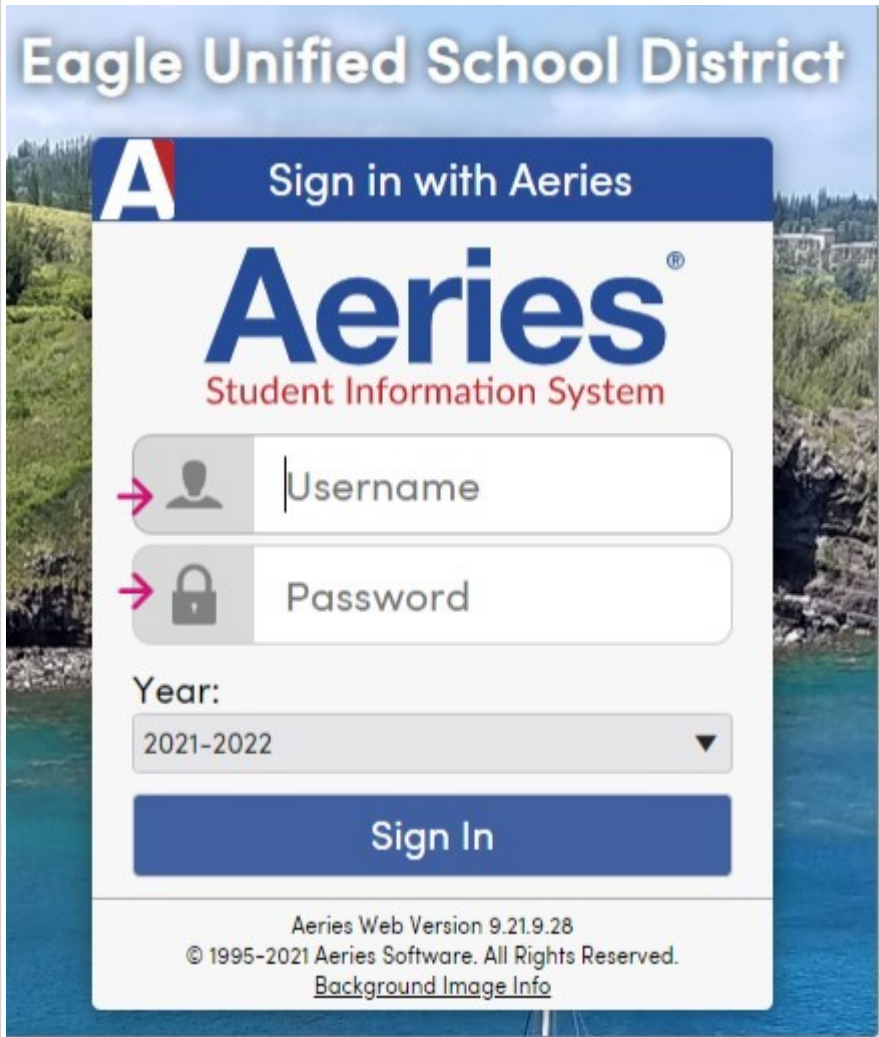 Eagle Unified School District
A Sign in with Aeries
Aeries®
Student Information System
Username
Password
Year:
2021-2022
Sign In
Aeries Web Version 9.21.9.28
© 1995-2021 Aeries Software. All Rights Reserved.
Background Image Info